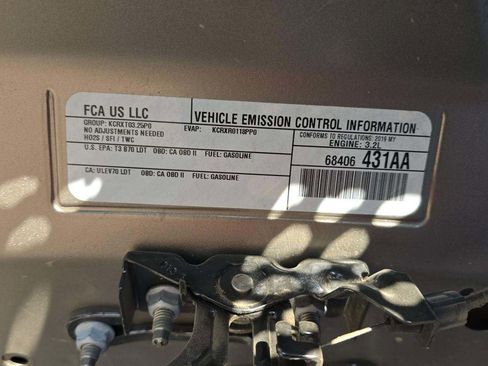 FCA US LLC
VEHICLE EMISSION CONTROL INFORMATION
GROUP: KCRXT03.25P0
EVAP: KCRXR0118PP0
NO ADJUSTMENTS NEEDED
CONFORMS TO REGULATIONS: 2019 MY
HO2S / SFI / TWC
ENGINE: 3.2L
U.S. EPA: T3 B70 LDT OBD: CA OBD II FUEL: GASOLINE
68406 431AA
CA: ULEV70 LDT OBD: CA OBD II FUEL: GASOLINE